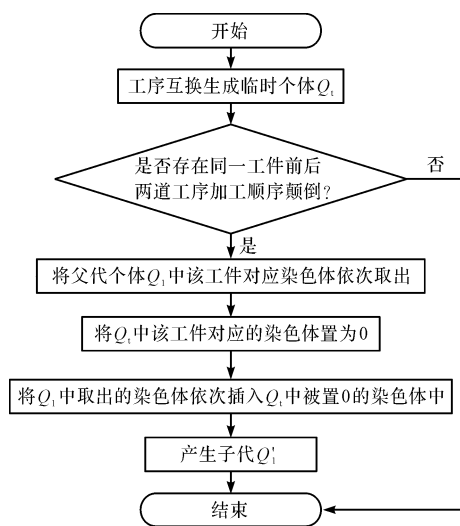 开始
工序互换生成临时个体Qt
是否存在同一工件前后
两道工序加工顺序颠倒?
否
是
将父代个体Q1中该工件对应染色体依次取出
将Qt中该工件对应的染色体置为0
将Q1中取出的染色体依次插入Qt中被置0的染色体中
产生子代Q'1
结束